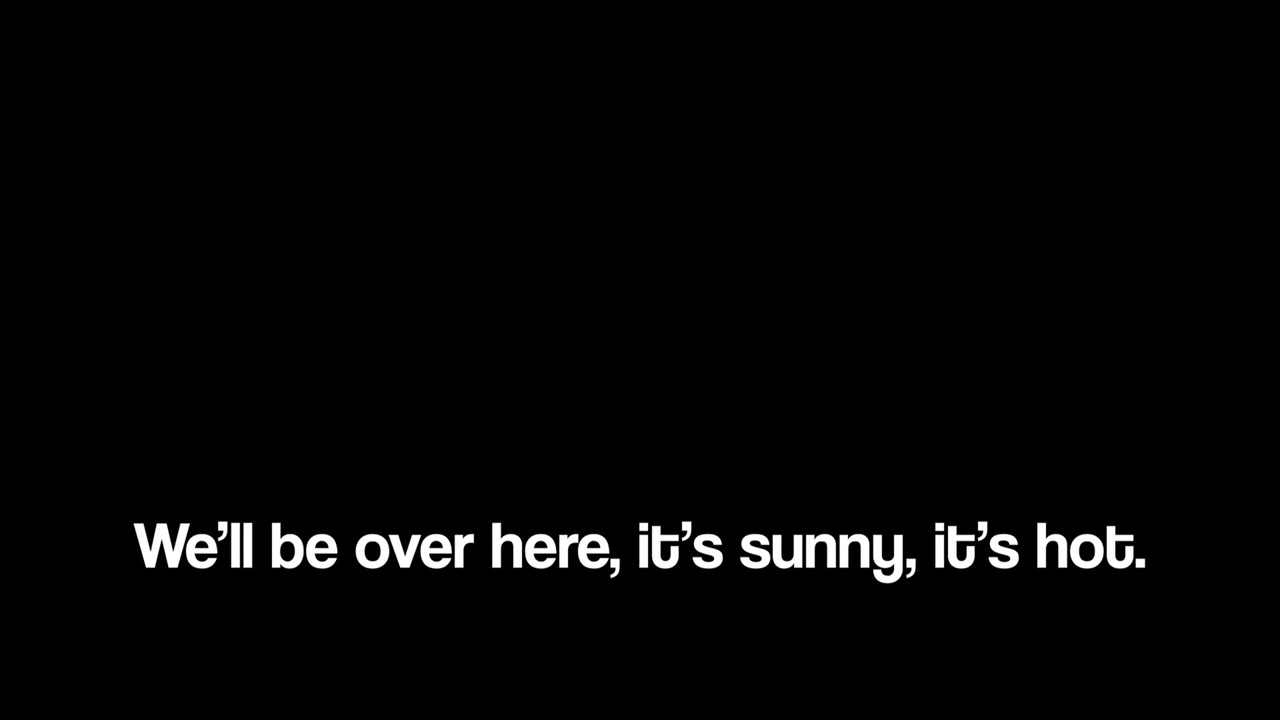 We’ll be over here, it’s sunny, it’s hot.